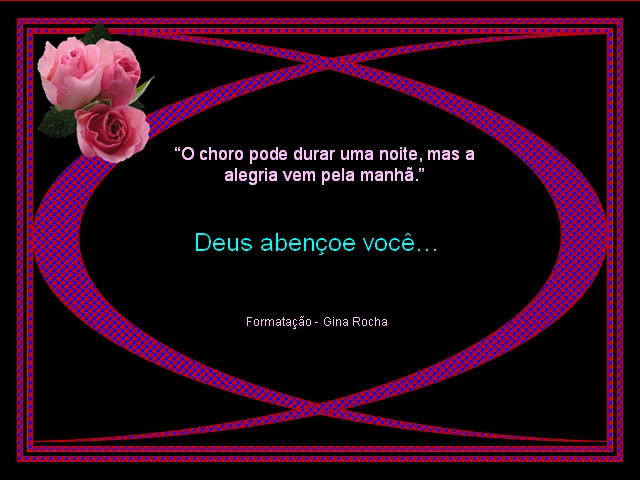 “O choro pode durar uma noite, mas a
alegria vem pela manhã.”
Deus abençoe você...
Formatação - Gina Rocha